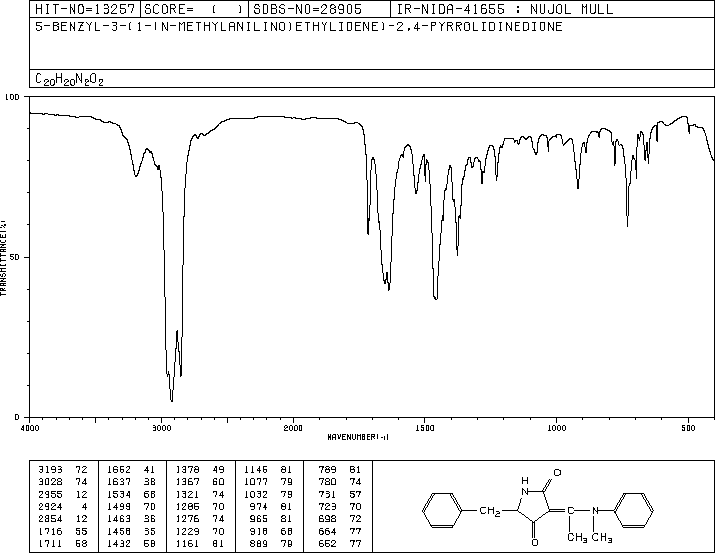 HIT-NO=13257 SCORE= ( ) SDBS-NO=28905 IR-NIDA-41655 : NUJOL MULL
5-BENZYL-3-(1-(N-METHYLANILINO)ETHYLIDENE)-2,4-PYRROLIDINEDIONE
C20H20N2O2
100
50
0
TRANSMITTANCE(%)
4000 3000 2000 1500 1000 500
WAVENUMBER(-1)
3193 72 1652 41 1378 49 1146 81 789 81
3028 74 1637 38 1367 60 1077 79 780 74
2955 12 1534 66 1321 74 1032 79 731 57
2924 4 1499 70 1285 70 974 81 723 70
2854 12 1463 36 1276 74 965 81 698 72
1716 55 1458 35 1229 70 918 68 664 77
1711 58 1432 58 1161 81 889 79 652 77
O
NH
CH2
C
N
O
CH3 CH3